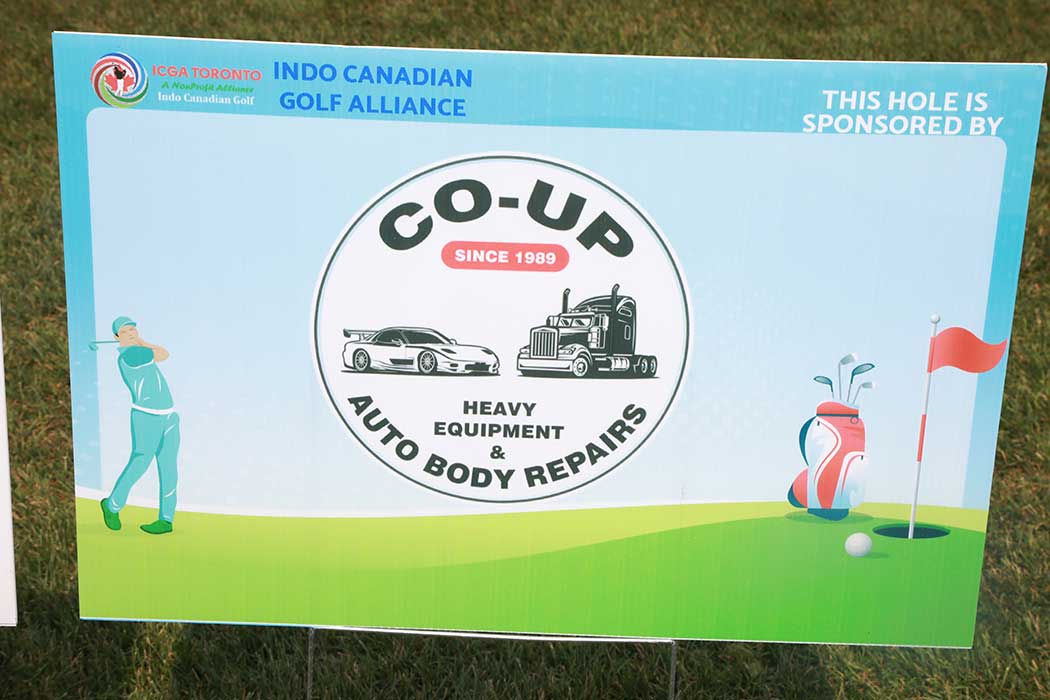 ICGA TORONTO
A NonProfit Alliance
Indo Canadian Golf
INDO CANADIAN
GOLF ALLIANCE
THIS HOLE IS
SPONSORED BY
CO-UP
SINCE 1989
HEAVY
EQUIPMENT
&
AUTO BODY REPAIRS